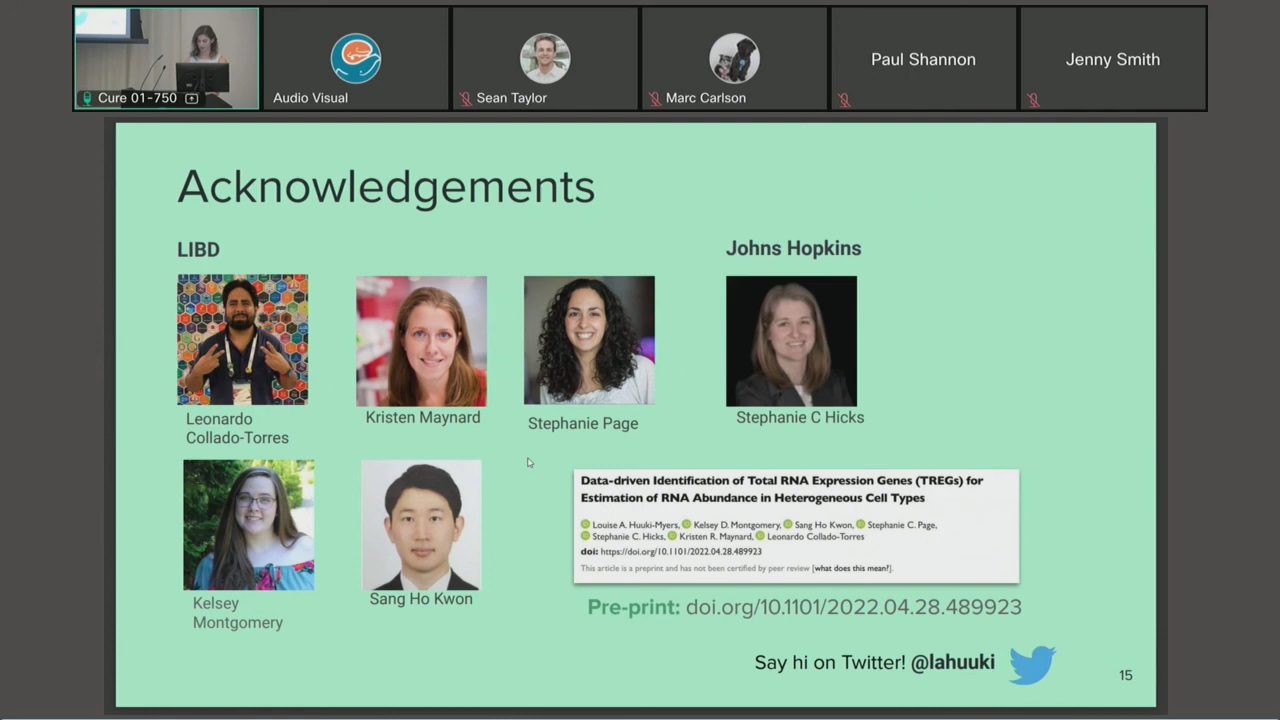 Cure 01-750
Audio Visual
Sean Taylor
Marc Carlson
Paul Shannon
Jenny Smith
Acknowledgements
LIBD
Johns Hopkins
Leonardo
Collado-Torres
Kristen Maynard
Stephanie Page
Stephanie C Hicks
Kelsey
Montgomery
Sang Ho Kwon
Data-driven Identification of Total RNA Expression Genes (TREGs) for
Estimation of RNA Abundance in Heterogeneous Cell Types
Louise A. Huuki-Myers, Kelsey D. Montgomery, Sang Ho Kwon, Stephanie C. Page,
Stephanie C. Hicks, Kristen R. Maynard, Leonardo Collado-Torres
doi: https://doi.org/10.1101/2022.04.28.489923
This article is a preprint and has not been certified by peer review [what does this mean?].
Pre-print: doi.org/10.1101/2022.04.28.489923
Say hi on Twitter! @lahuuki
15